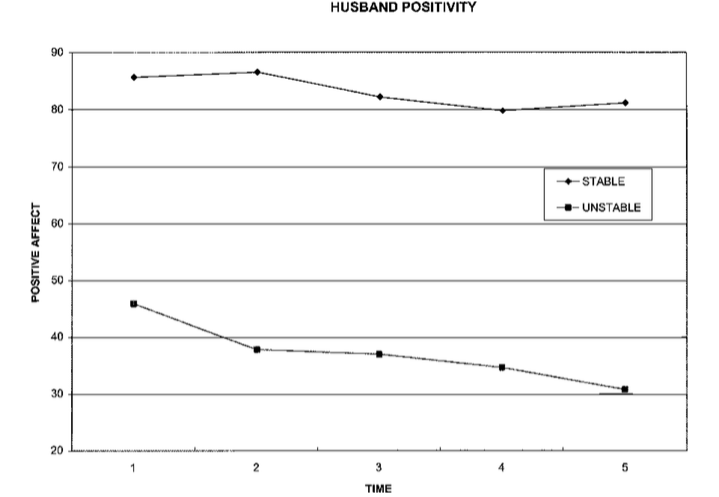 HUSBAND POSITIVITY
90
80
70
60
50
40
30
20
POSITIVE AFFECT
STABLE
UNSTABLE
1 2 3 4 5
TIME